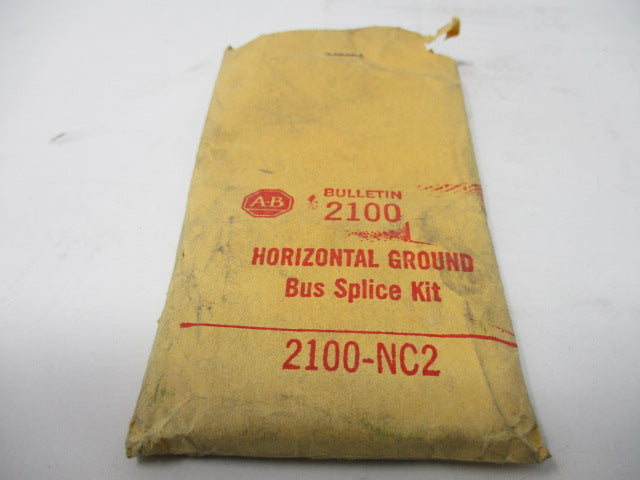 BULLETIN
A-B 2100
HORIZONTAL GROUND
Bus Splice Kit
2100-NC2